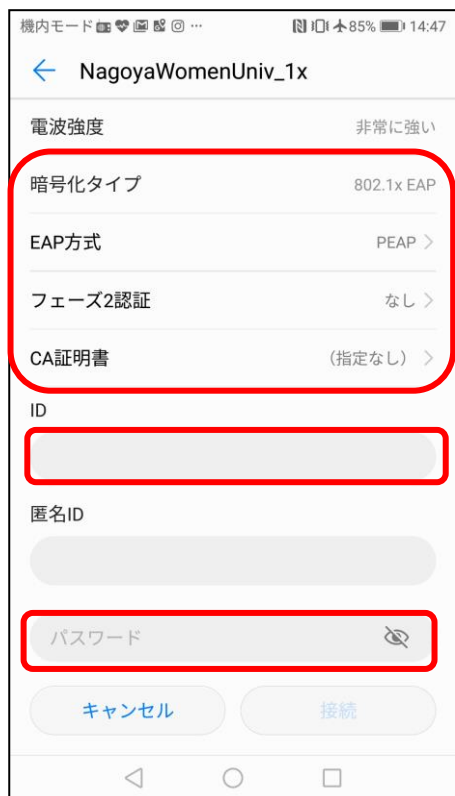 機内モード … 85% 14:47
NagoyaWomenUniv_1x
電波強度 非常に強い
暗号化タイプ 802.1x EAP
EAP方式 PEAP
フェーズ2認証 なし
CA証明書 (指定なし)
ID
匿名ID
パスワード
キャンセル 接続